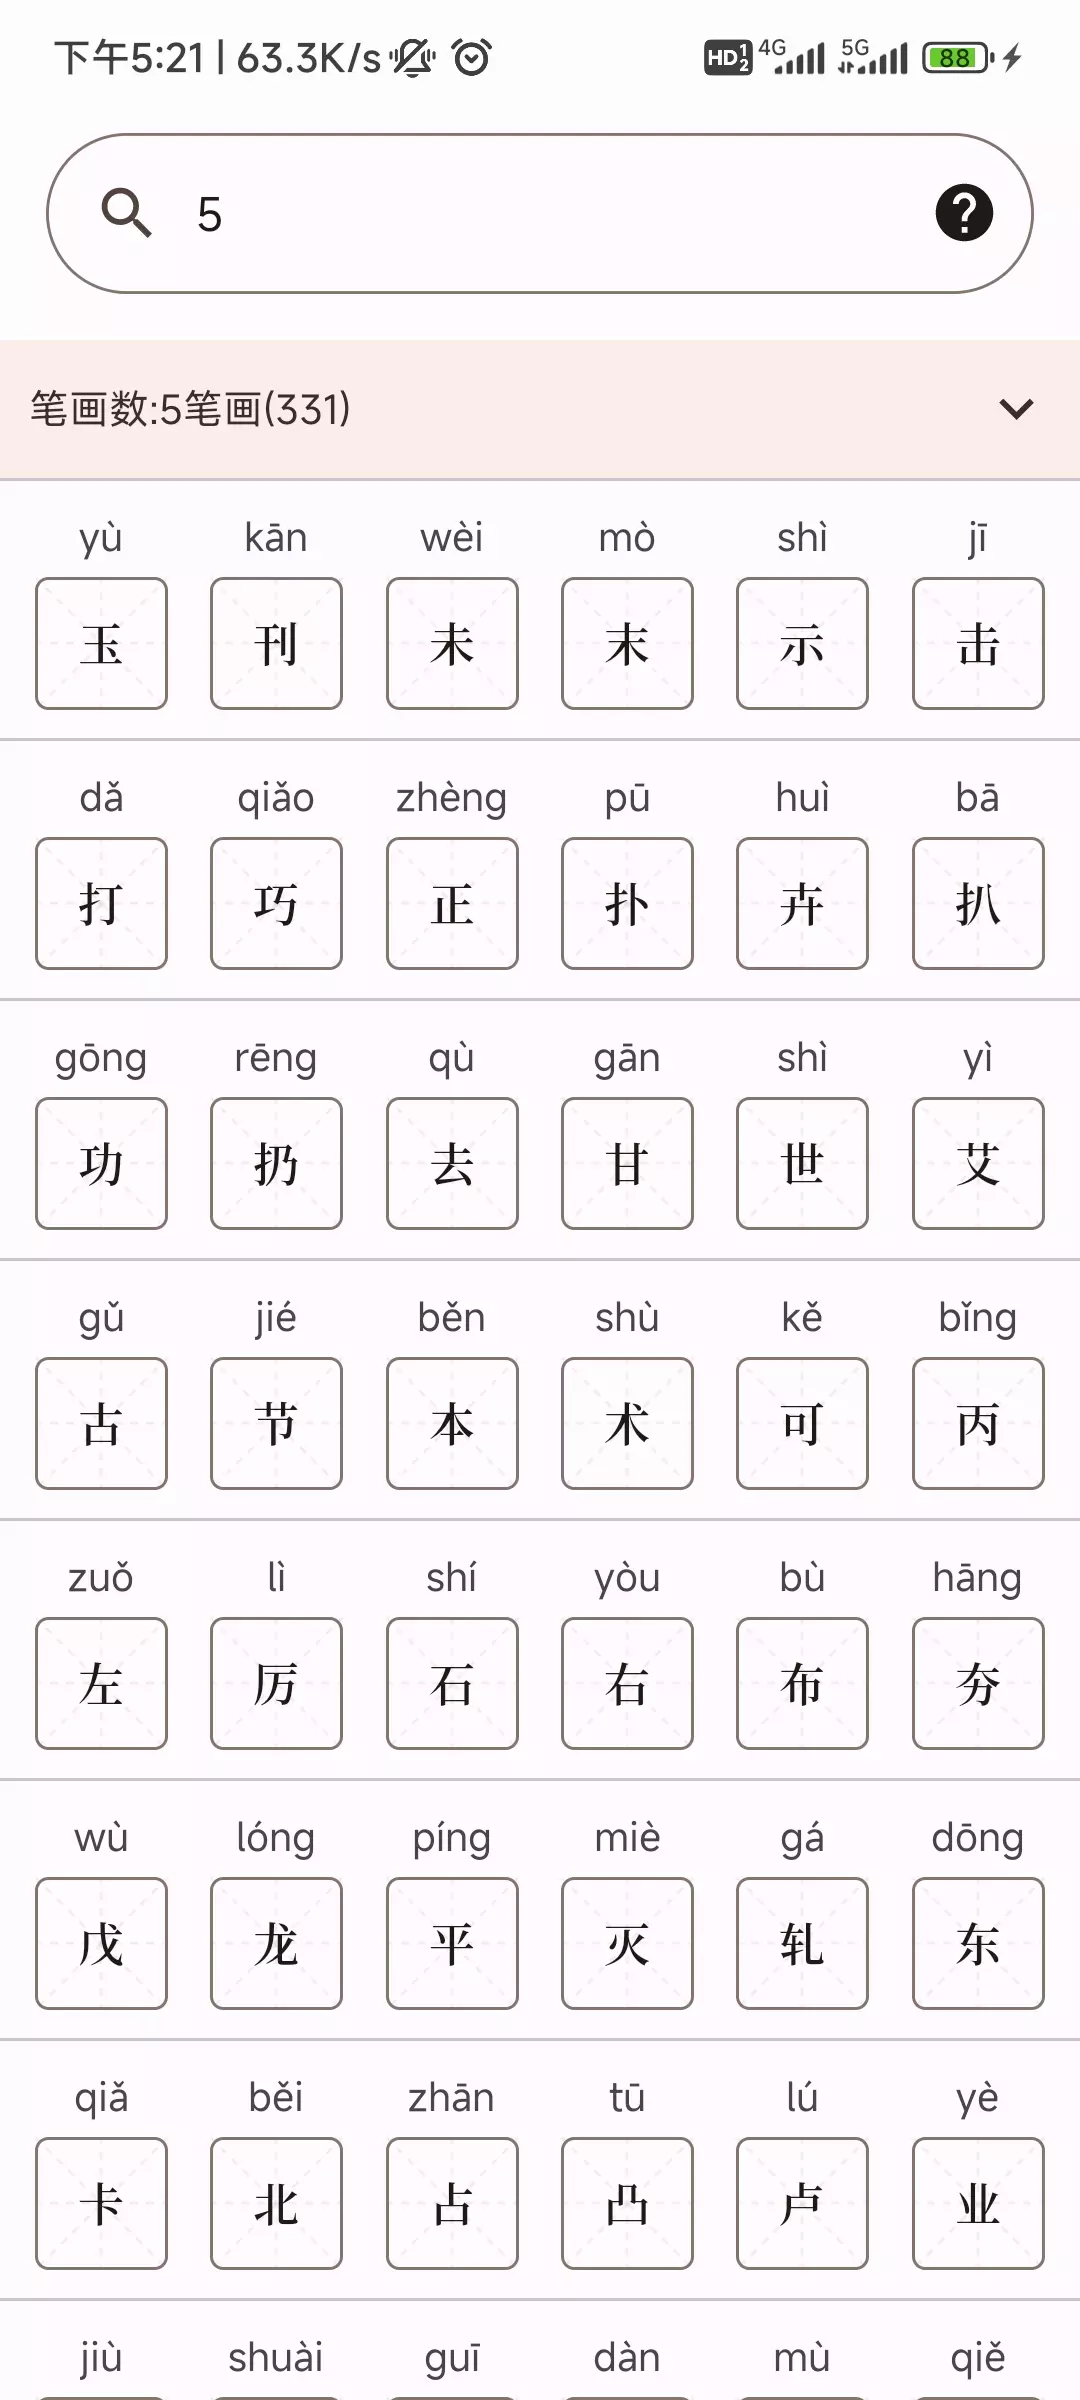 下午5:21 | 63.3K/s HD 1 2 4G 5G 88
5
笔画数:5笔画(331)
yù kān wèi mò shì jī
玉 刊 未 末 示 击
dǎ qiǎo zhèng pū huì bā
打 巧 正 扑 卉 扒
gōng rēng qù gān shì yì
功 扔 去 甘 世 艾
gǔ jié běn shù kě bǐng
古 节 本 术 可 丙
zuǒ lì shí yòu bù hāng
左 厉 石 右 布 夯
wù lóng píng miè gá dōng
戊 龙 平 灭 轧 东
qiǎ běi zhān tū lú yè
卡 北 占 凸 卢 业
jiù shuài guī dàn mù qiě